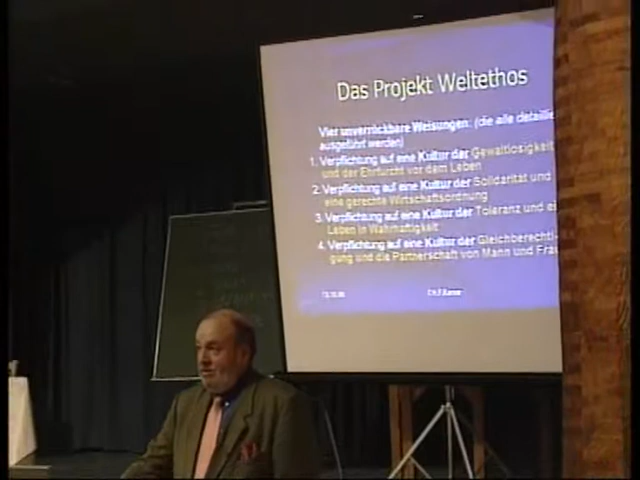 Das Projekt Weltethos
Vier unverrückbare Weisungen: (die alle detaillie
ausgeführt werden)
1. Verpflichtung auf eine Kultur der Gewaltlosigkeit
und der Ehrfurcht vor dem Leben
2. Verpflichtung auf eine Kultur der Solidarität und
eine gerechte Wirtschaftsordnung
3. Verpflichtung auf eine Kultur der Toleranz und ei
Leben in Wahrhaftigkeit
4. Verpflichtung auf eine Kultur der Gleichberechti-
gung und die Partnerschaft von Mann und Frau